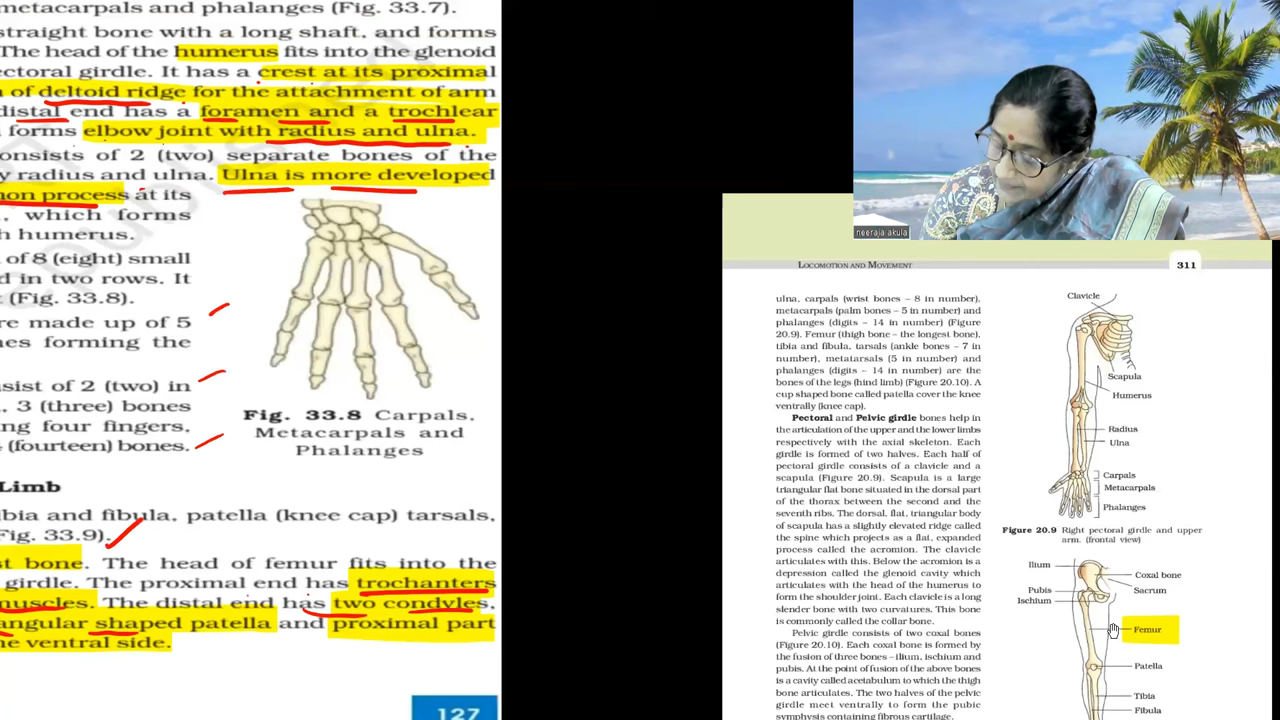 metacarpals and phalanges (Fig. 33.7).
straight bone with a long shaft, and forms
The head of the humerus fits into the glenoid
ectoral girdle. It has a crest at its proximal
of deltoid ridge for the attachment of arm
distal end has a foramen and a trochlear
forms elbow joint with radius and ulna.
onsists of 2 (two) separate bones of the
y radius and ulna. Ulna is more developed
non process at its
, which forms
h humerus.
of 8 (eight) small
d in two rows. It
(Fig. 33.8).
re made up of 5
nes forming the
nsist of 2 (two) in
, 3 (three) bones
ing four fingers,
(fourteen) bones.
Fig. 33.8 Carpals,
Metacarpals and
Phalanges
Limb
ibia and fibula, patella (knee cap) tarsals,
Fig. 33.9).
st bone. The head of femur fits into the
girdle. The proximal end has trochanters
nuscles. The distal end has two condyles,
angular shaped patella and proximal part
ne ventral side.
127
neeraja akula
LOCOMOTION AND MOVEMENT
311
ulna, carpals (wrist bones – 8 in number),
metacarpals (palm bones – 5 in number) and
phalanges (digits – 14 in number) (Figure
20.9). Femur (thigh bone – the longest bone),
tibia and fibula, tarsals (ankle bones – 7 in
number), metatarsals (5 in number) and
phalanges (digits – 14 in number) are the
bones of the legs (hind limb) (Figure 20.10). A
cup shaped bone called patella cover the knee
ventrally (knee cap).
Pectoral and Pelvic girdle bones help in
the articulation of the upper and the lower limbs
respectively with the axial skeleton. Each
girdle is formed of two halves. Each half of
pectoral girdle consists of a clavicle and a
scapula (Figure 20.9). Scapula is a large
triangular flat bone situated in the dorsal part
of the thorax between the second and the
seventh ribs. The dorsal, flat, triangular body
of scapula has a slightly elevated ridge called
the spine which projects as a flat, expanded
process called the acromion. The clavicle
articulates with this. Below the acromion is a
depression called the glenoid cavity which
articulates with the head of the humerus to
form the shoulder joint. Each clavicle is a long
slender bone with two curvatures. This bone
is commonly called the collar bone.
Pelvic girdle consists of two coxal bones
(Figure 20.10). Each coxal bone is formed by
the fusion of three bones – ilium, ischium and
pubis. At the point of fusion of the above bones
is a cavity called acetabulum to which the thigh
bone articulates. The two halves of the pelvic
girdle meet ventrally to form the pubic
symphysis containing fibrous cartilage.
Clavicle
Scapula
Humerus
Radius
Ulna
Carpals
Metacarpals
Phalanges
Figure 20.9 Right pectoral girdle and upper
arm. (frontal view)
Ilium
Coxal bone
Pubis
Sacrum
Ischium
Femur
Patella
Tibia
Fibula